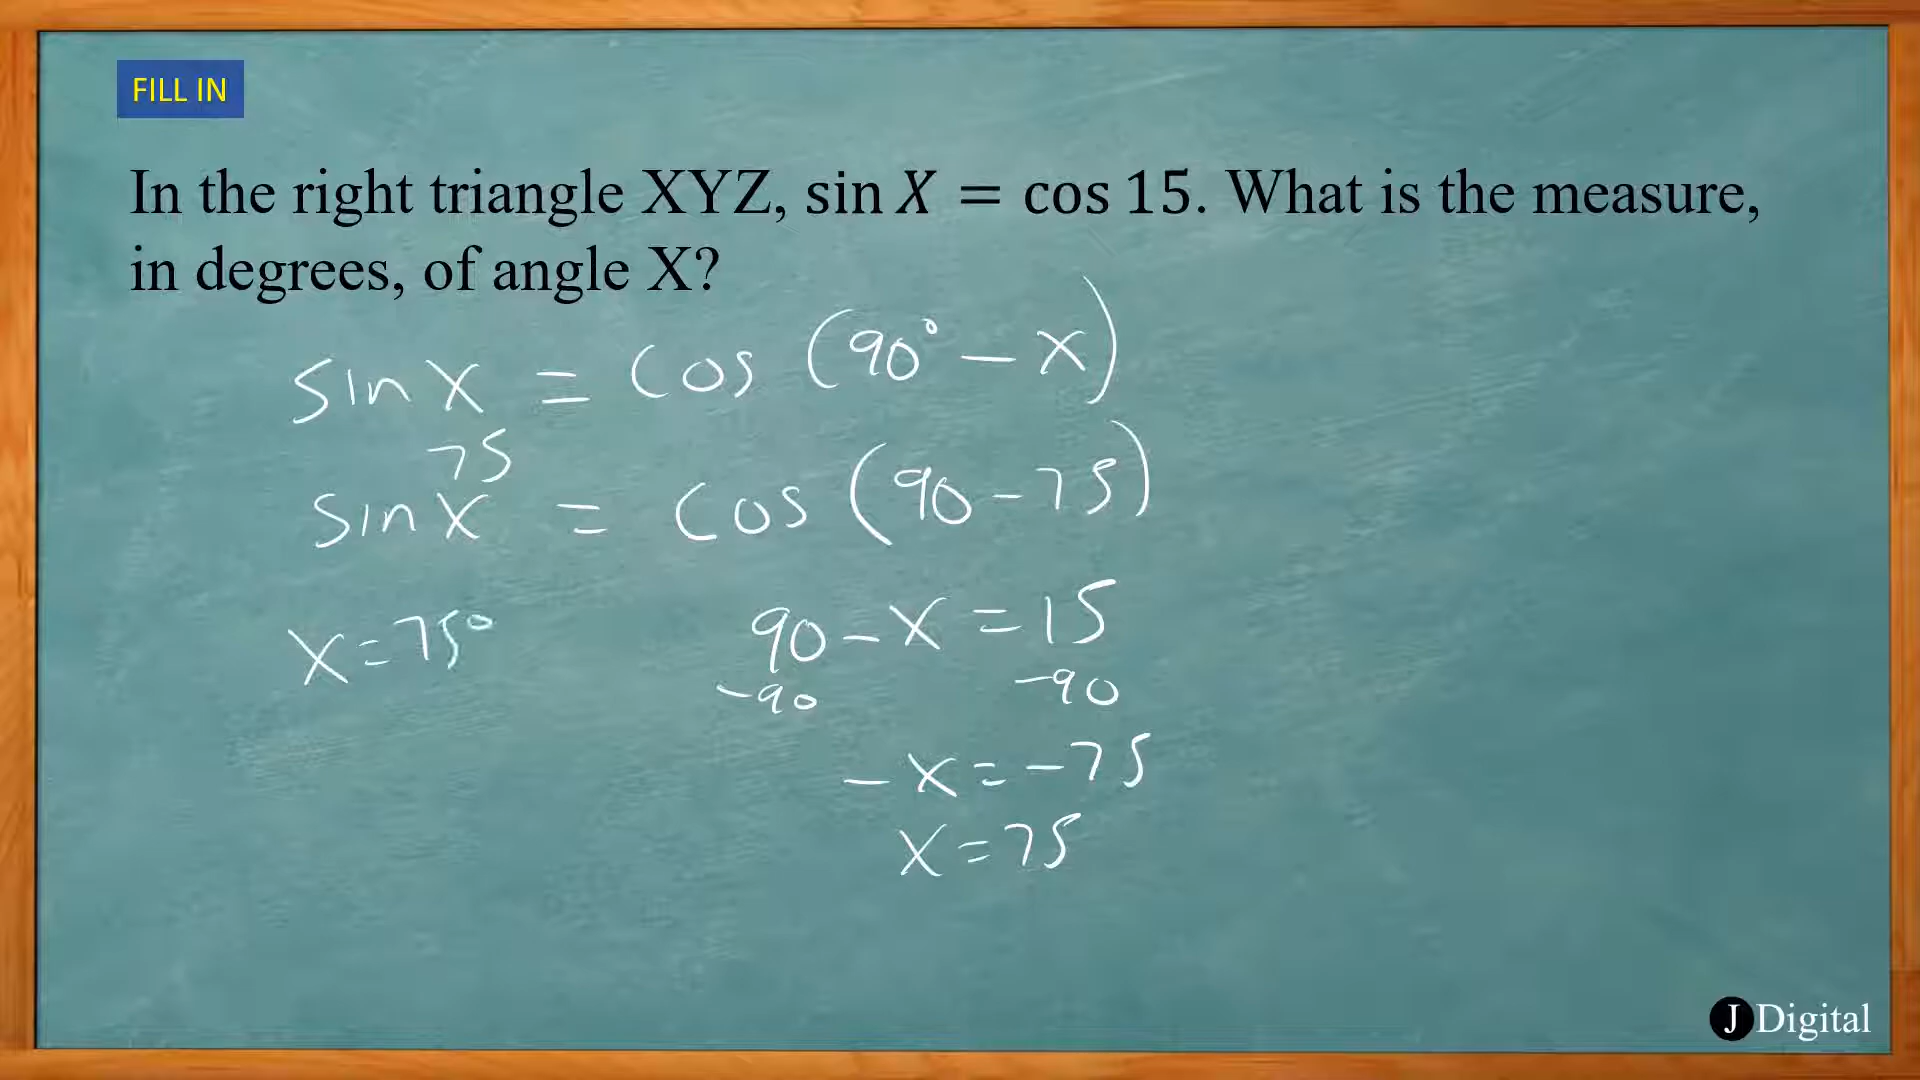 FILL IN
In the right triangle XYZ, sin X = cos 15. What is the measure,
in degrees, of angle X?
sin x = cos (90° − x)
75
sin x = cos (90 − 75)
x = 75°
90 − x = 15
−90 −90
− x = −75
x = 75
J Digital